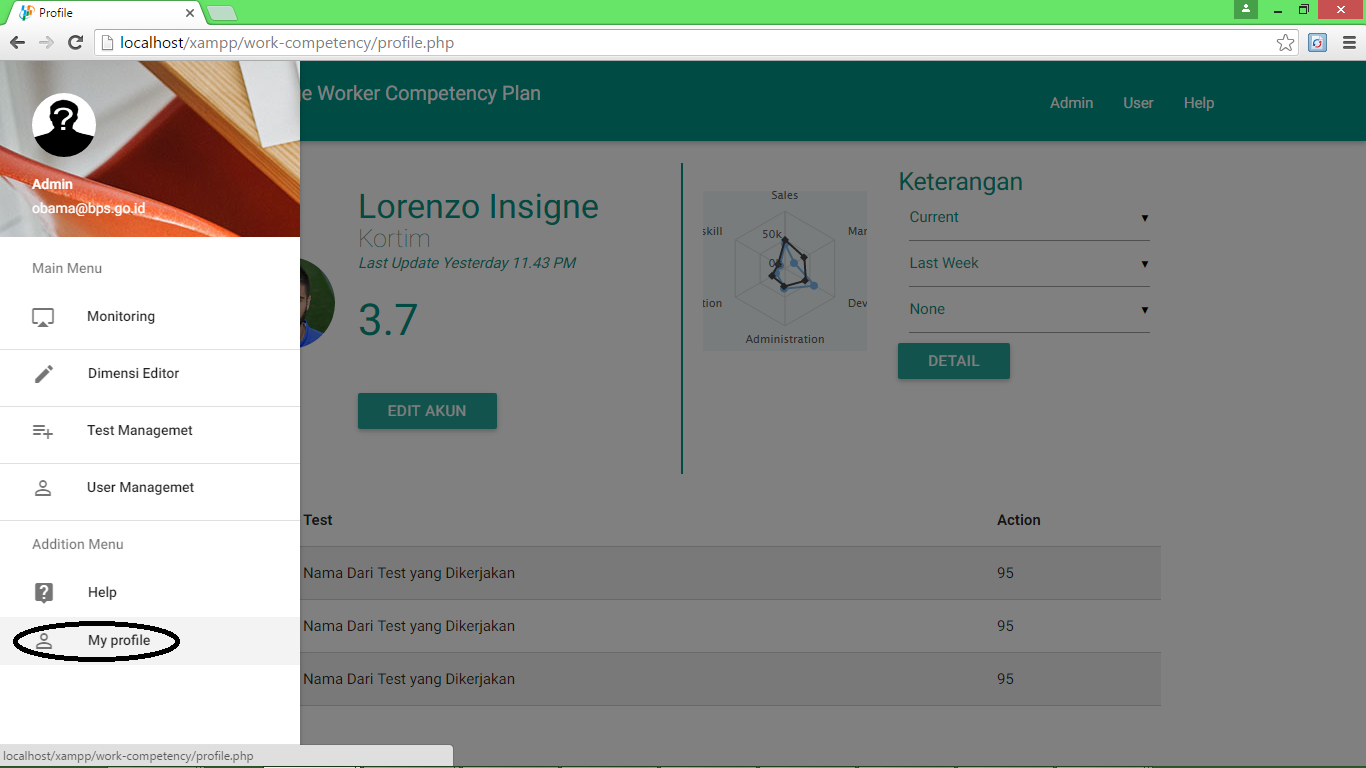 Profile
localhost/xampp/work-competency/profile.php
e Worker Competency Plan
Admin
User
Help
Admin
obama@bps.go.id
Main Menu
Monitoring
Dimensi Editor
Test Managemet
User Managemet
Addition Menu
Help
My profile
Lorenzo Insigne
Kortim
Last Update Yesterday 11.43 PM
3.7
EDIT AKUN
Sales
50k
skill
Mar
0
tion
Dev
Administration
Keterangan
Current
Last Week
None
DETAIL
Test Action
Nama Dari Test yang Dikerjakan 95
Nama Dari Test yang Dikerjakan 95
Nama Dari Test yang Dikerjakan 95
localhost/xampp/work-competency/profile.php